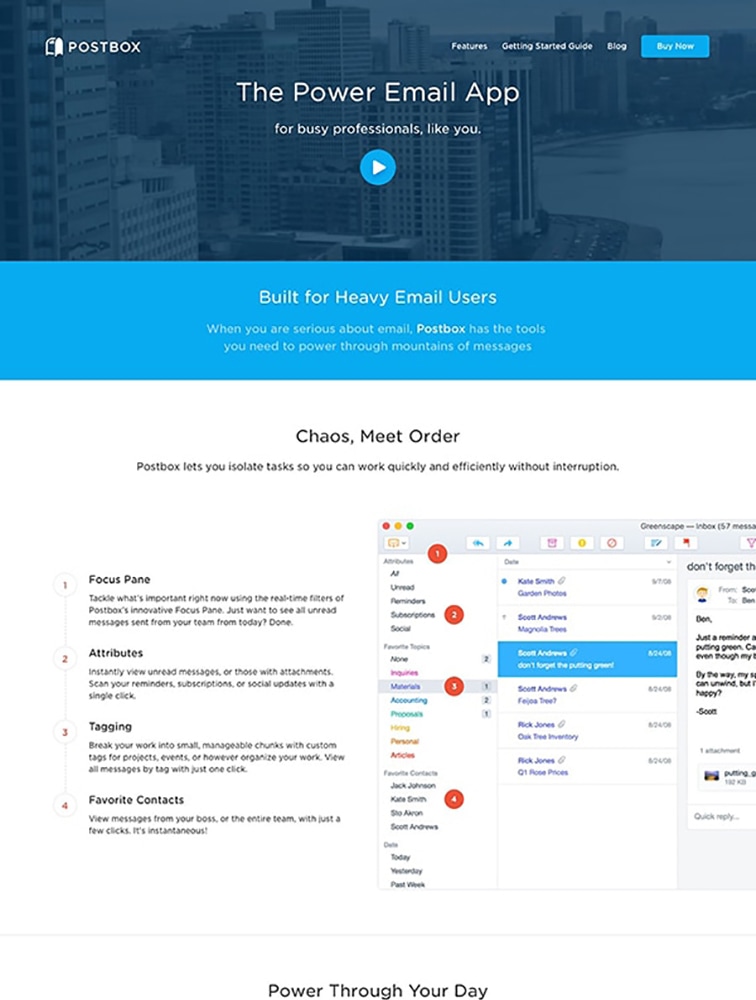 POSTBOX
Features Getting Started Guide Blog Buy Now
The Power Email App
for busy professionals, like you.
Built for Heavy Email Users
When you are serious about email, Postbox has the tools
you need to power through mountains of messages
Chaos, Meet Order
Postbox lets you isolate tasks so you can work quickly and efficiently without interruption.
1
Focus Pane
Tackle what's important right now using the real-time filters of
Postbox's innovative Focus Pane. Just want to see all unread
messages sent from your team from today? Done.
2
Attributes
Instantly view unread messages, or those with attachments.
Scan your reminders, subscriptions, or social updates with a
single click.
3
Tagging
Break your work into small, manageable chunks with custom
tags for projects, events, or however organize your work. View
all messages by tag with just one click.
4
Favorite Contacts
View messages from your boss, or the entire team, with just a
few clicks. It's instantaneous!
Greenscape — Inbox (57 messa
1
Attributes
All
Unread
Reminders
Subscriptions 2
Social
Favorite Topics
None 2
Inquiries
Materials 3 1
Accounting 2
Proposals 1
Hiring
Personal
Articles
Favorite Contacts
Jack Johnson
Kate Smith 4
Sto Akron
Scott Andrews
Date
Today
Yesterday
Past Week
Date
Kate Smith 9/7/08
Garden Photos
Scott Andrews 9/2/08
Magnolia Trees
Scott Andrews 8/24/08
don't forget the putting green!
Scott Andrews 8/24/08
Feijoa Tree?
Rick Jones 8/24/08
Oak Tree Inventory
Rick Jones 8/24/08
Q1 Rose Prices
don't forget the
From: Scot
To: Ben
Ben,
Just a reminder a
putting green. Ca
even though my b
By the way, my sp
can unwind, but I'
happy?
-Scott
1 attachment
putting_g
192 KB
Quick reply...
Power Through Your Day